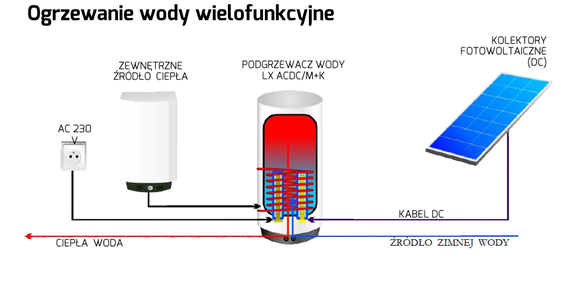 Ogrzewanie wody wielofunkcyjne
ZEWNĘTRZNE
ŹRÓDŁO CIEPŁA
PODGRZEWACZ WODY
LX ACDC/M+K
KOLEKTORY
FOTOWOLTAICZNE
(DC)
AC 230
V
KABEL DC
CIEPŁA WODA
ŹRÓDŁO ZIMNEJ WODY